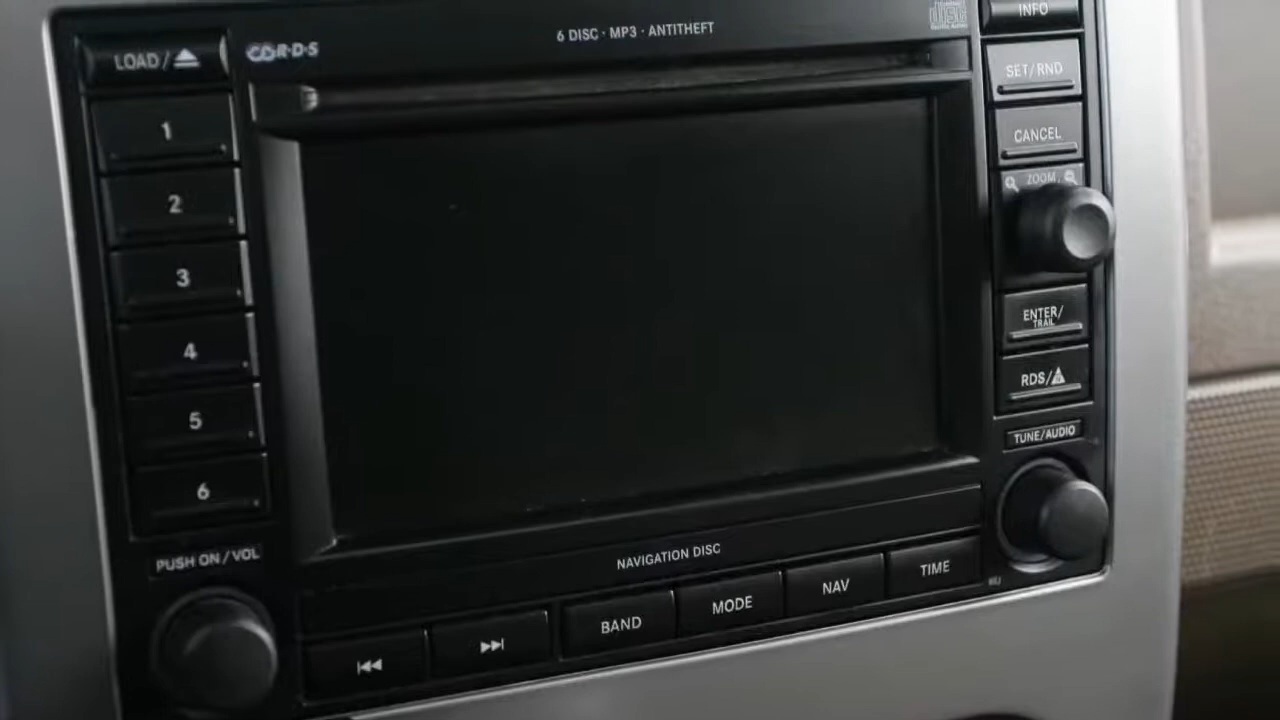 INFO
6 DISC · MP3 · ANTITHEFT
LOAD/
R·D·S
SET/RND
1
CANCEL
ZOOM
2
3
ENTER/
TRAIL
4
RDS/
TUNE/AUDIO
5
6
PUSH ON/VOL
NAVIGATION DISC
TIME
NAV
MODE
BAND